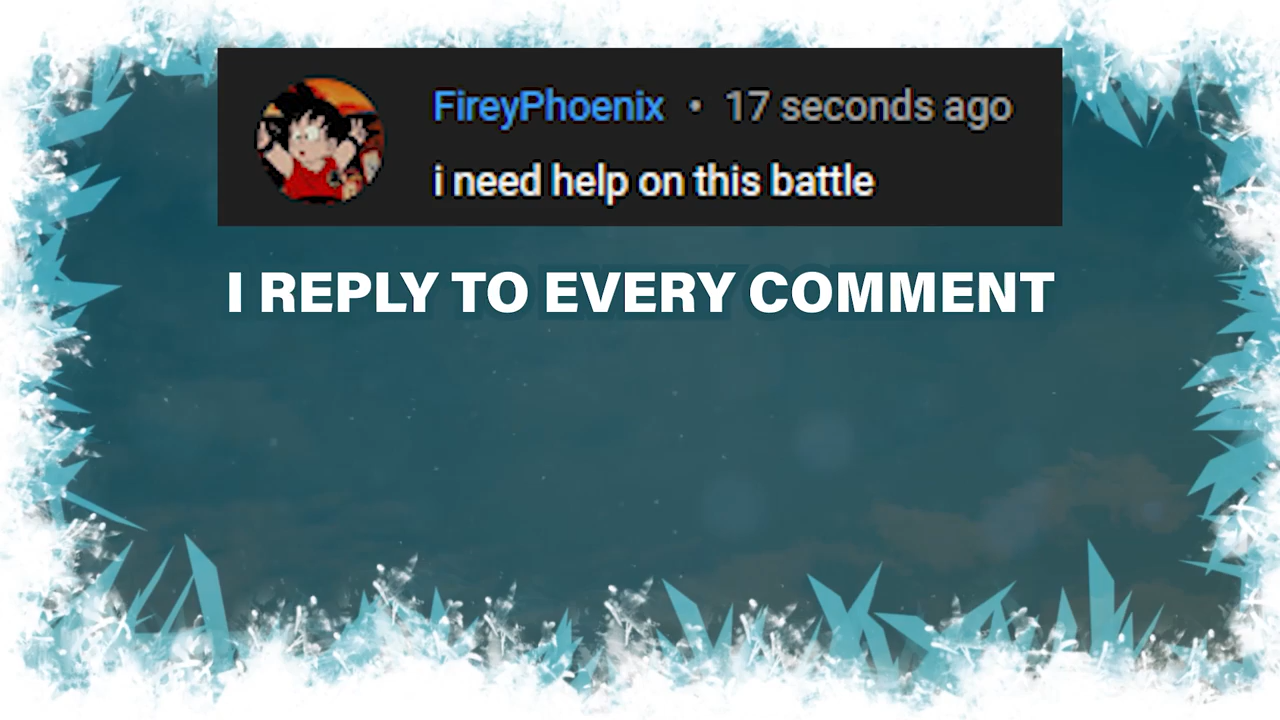 FireyPhoenix • 17 seconds ago
i need help on this battle
I REPLY TO EVERY COMMENT